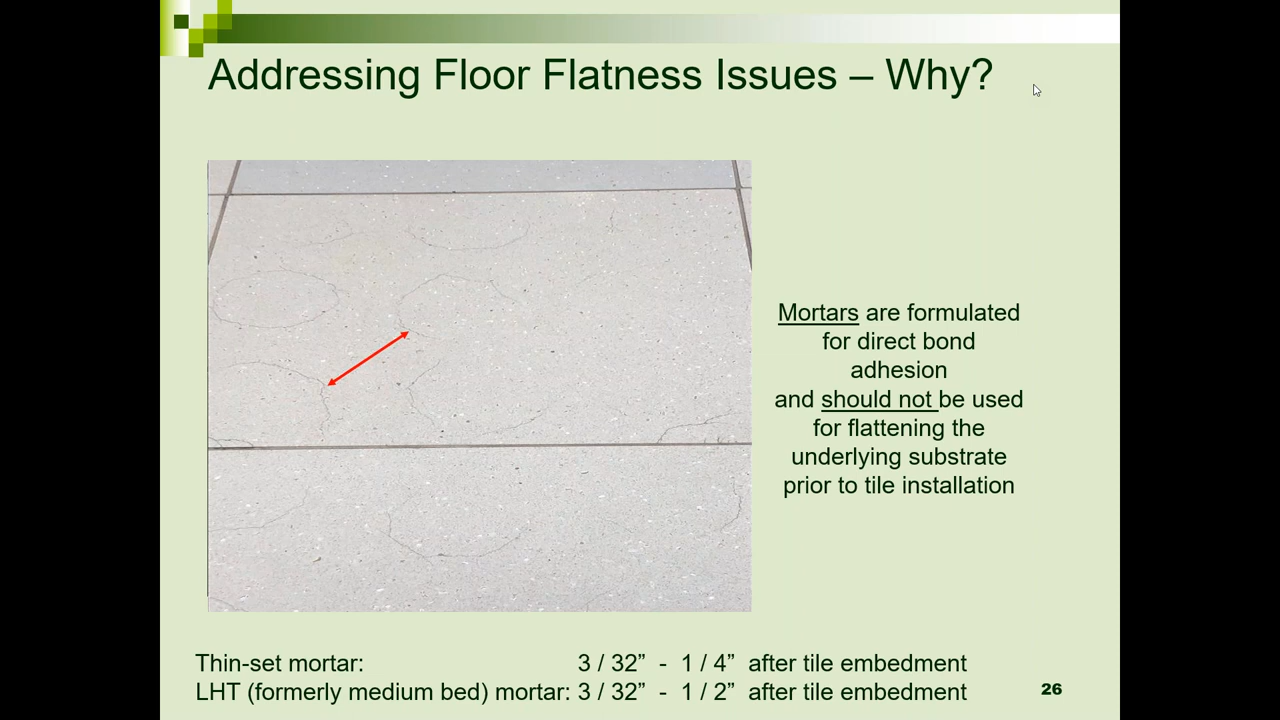 Addressing Floor Flatness Issues – Why?
Mortars are formulated
for direct bond
adhesion
and should not be used
for flattening the
underlying substrate
prior to tile installation
Thin-set mortar: 3 / 32” - 1 / 4” after tile embedment
LHT (formerly medium bed) mortar: 3 / 32” - 1 / 2” after tile embedment
26